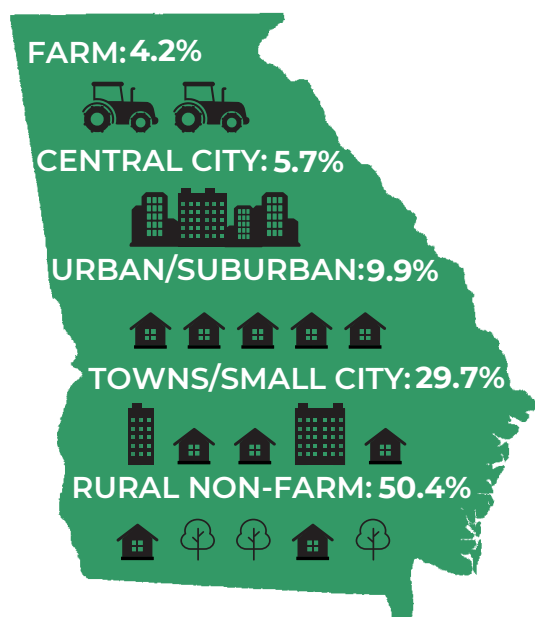 FARM: 4.2%
CENTRAL CITY: 5.7%
URBAN/SUBURBAN: 9.9%
TOWNS/SMALL CITY: 29.7%
RURAL NON-FARM: 50.4%